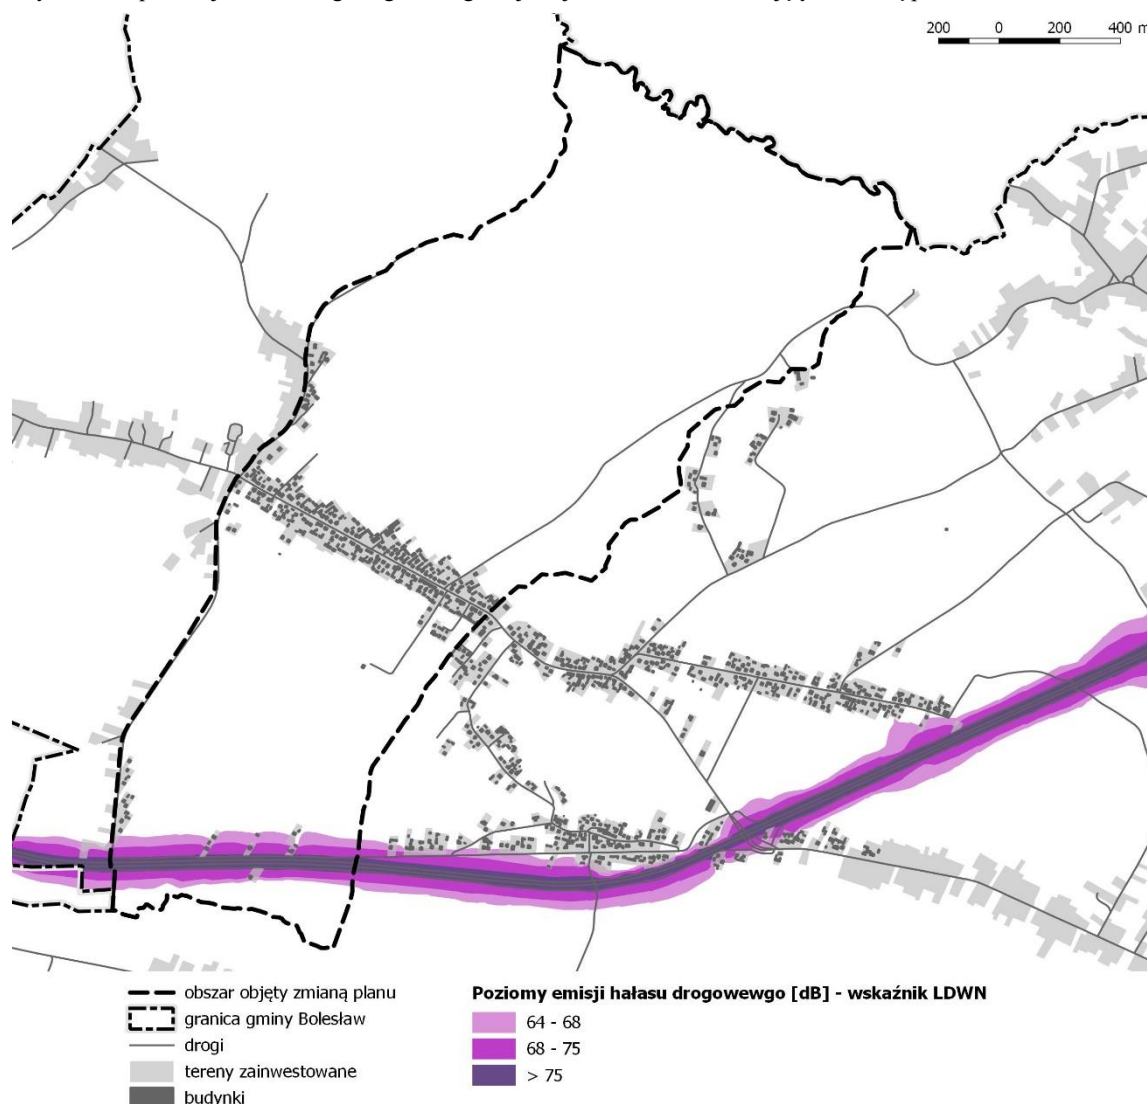 200 0 200 400 m
obszar objęty zmianą planu
granica gminy Bolesław
drogi
tereny zainwestowane
budynki
Poziomy emisji hałasu drogowewgo [dB] - wskaźnik LDWN
64 - 68
68 - 75
> 75